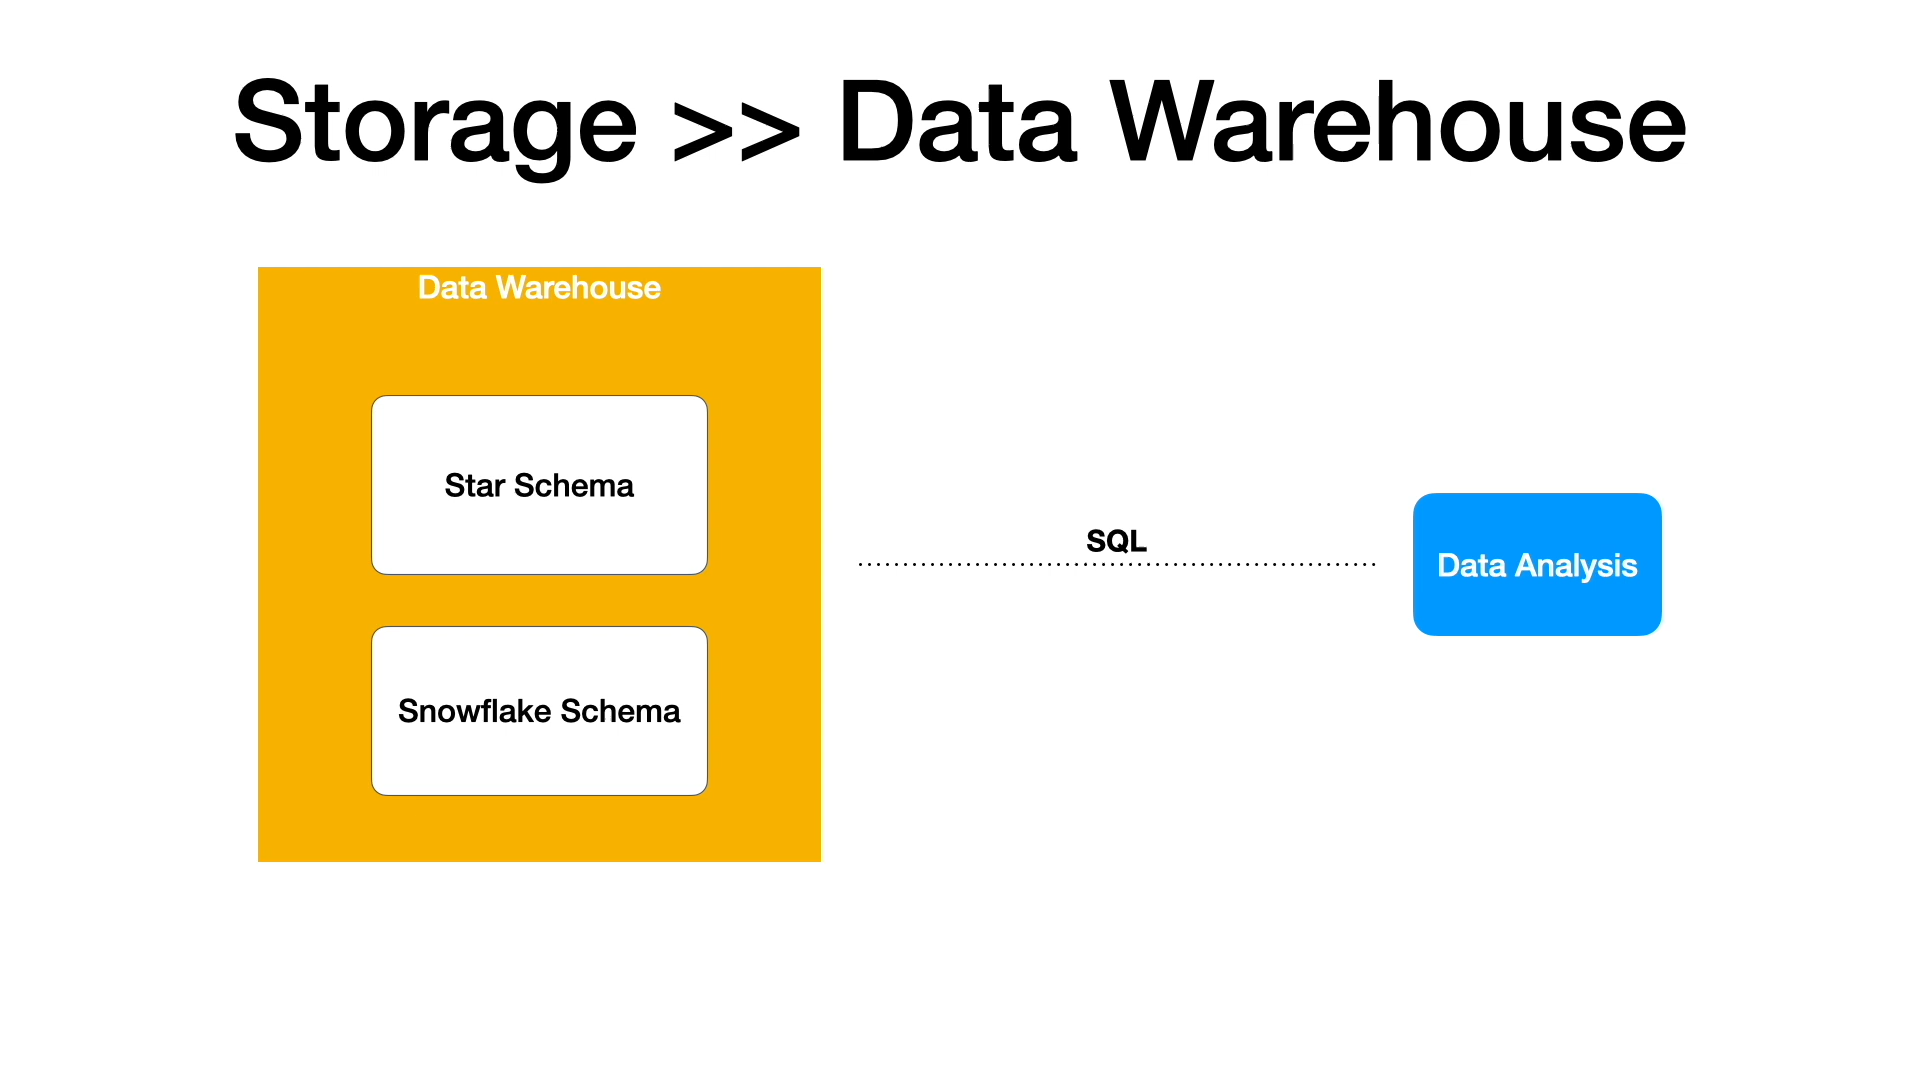 Storage >> Data Warehouse
Data Warehouse
Star Schema
Snowflake Schema
SQL
Data Analysis